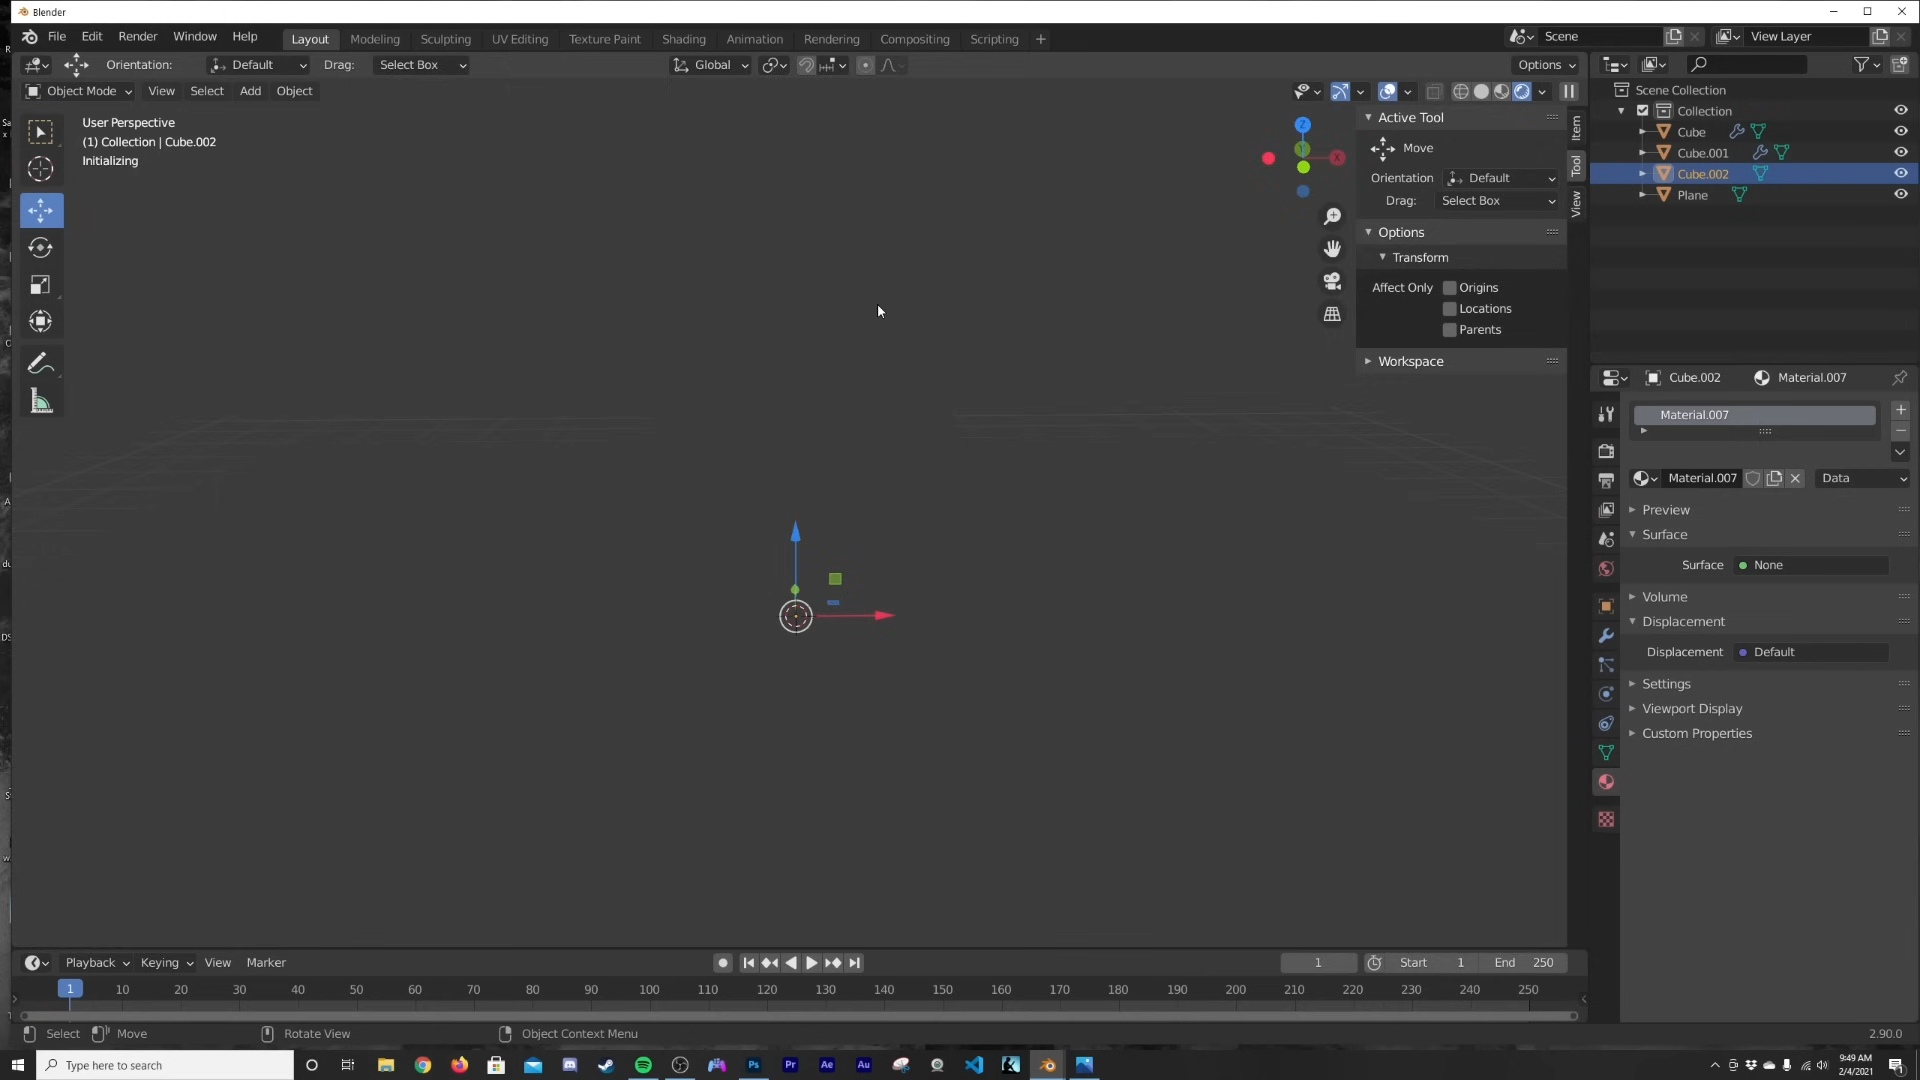 Blender
File Edit Render Window Help Layout Modeling Sculpting UV Editing Texture Paint Shading Animation Rendering Compositing Scripting + Scene View Layer
Orientation: Default Drag: Select Box Global Options
Object Mode View Select Add Object
User Perspective
(1) Collection | Cube.002
Initializing
Z
X
Active Tool
Move
Orientation Default
Drag: Select Box
Options
Transform
Affect Only Origins
Locations
Parents
Workspace
Item
Tool
View
Scene Collection
Collection
Cube
Cube.001
Cube.002
Plane
Cube.002 Material.007
Material.007
Material.007 Data
Preview
Surface
Surface None
Volume
Displacement
Displacement Default
Settings
Viewport Display
Custom Properties
Playback Keying View Marker 1 Start 1 End 250
1 10 20 30 40 50 60 70 80 90 100 110 120 130 140 150 160 170 180 190 200 210 220 230 240 250
Select Move Rotate View Object Context Menu 2.90.0
Type here to search Ps Pr Ae Au 9:49 AM
2/4/2021